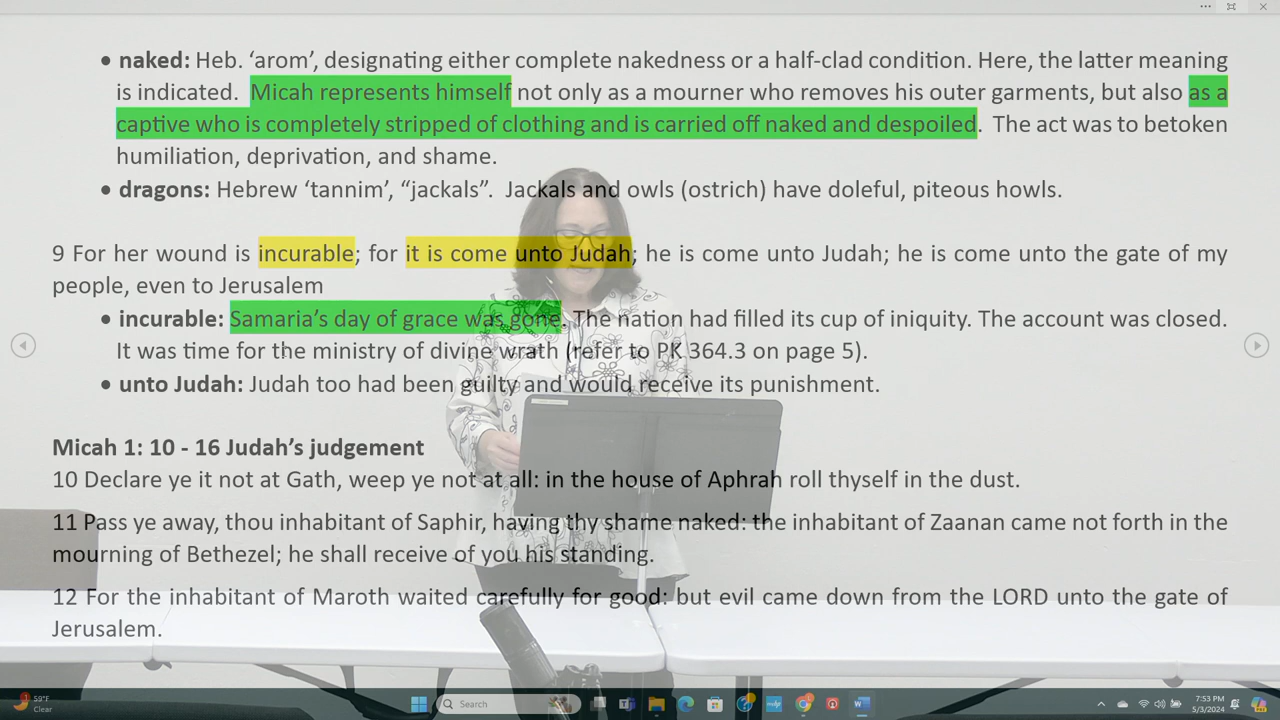 • naked: Heb. ‘arom’, designating either complete nakedness or a half-clad condition. Here, the latter meaning
is indicated. Micah represents himself not only as a mourner who removes his outer garments, but also as a
captive who is completely stripped of clothing and is carried off naked and despoiled. The act was to betoken
humiliation, deprivation, and shame.
• dragons: Hebrew ‘tannim’, “jackals”. Jackals and owls (ostrich) have doleful, piteous howls.
9 For her wound is incurable; for it is come unto Judah; he is come unto Judah; he is come unto the gate of my
people, even to Jerusalem
• incurable: Samaria’s day of grace was gone. The nation had filled its cup of iniquity. The account was closed.
It was time for the ministry of divine wrath (refer to PK 364.3 on page 5).
• unto Judah: Judah too had been guilty and would receive its punishment.
Micah 1: 10 - 16 Judah’s judgement
10 Declare ye it not at Gath, weep ye not at all: in the house of Aphrah roll thyself in the dust.
11 Pass ye away, thou inhabitant of Saphir, having thy shame naked: the inhabitant of Zaanan came not forth in the
mourning of Bethezel; he shall receive of you his standing.
12 For the inhabitant of Maroth waited carefully for good: but evil came down from the LORD unto the gate of
Jerusalem.
59°F
Clear
Search
7:53 PM
5/3/2024